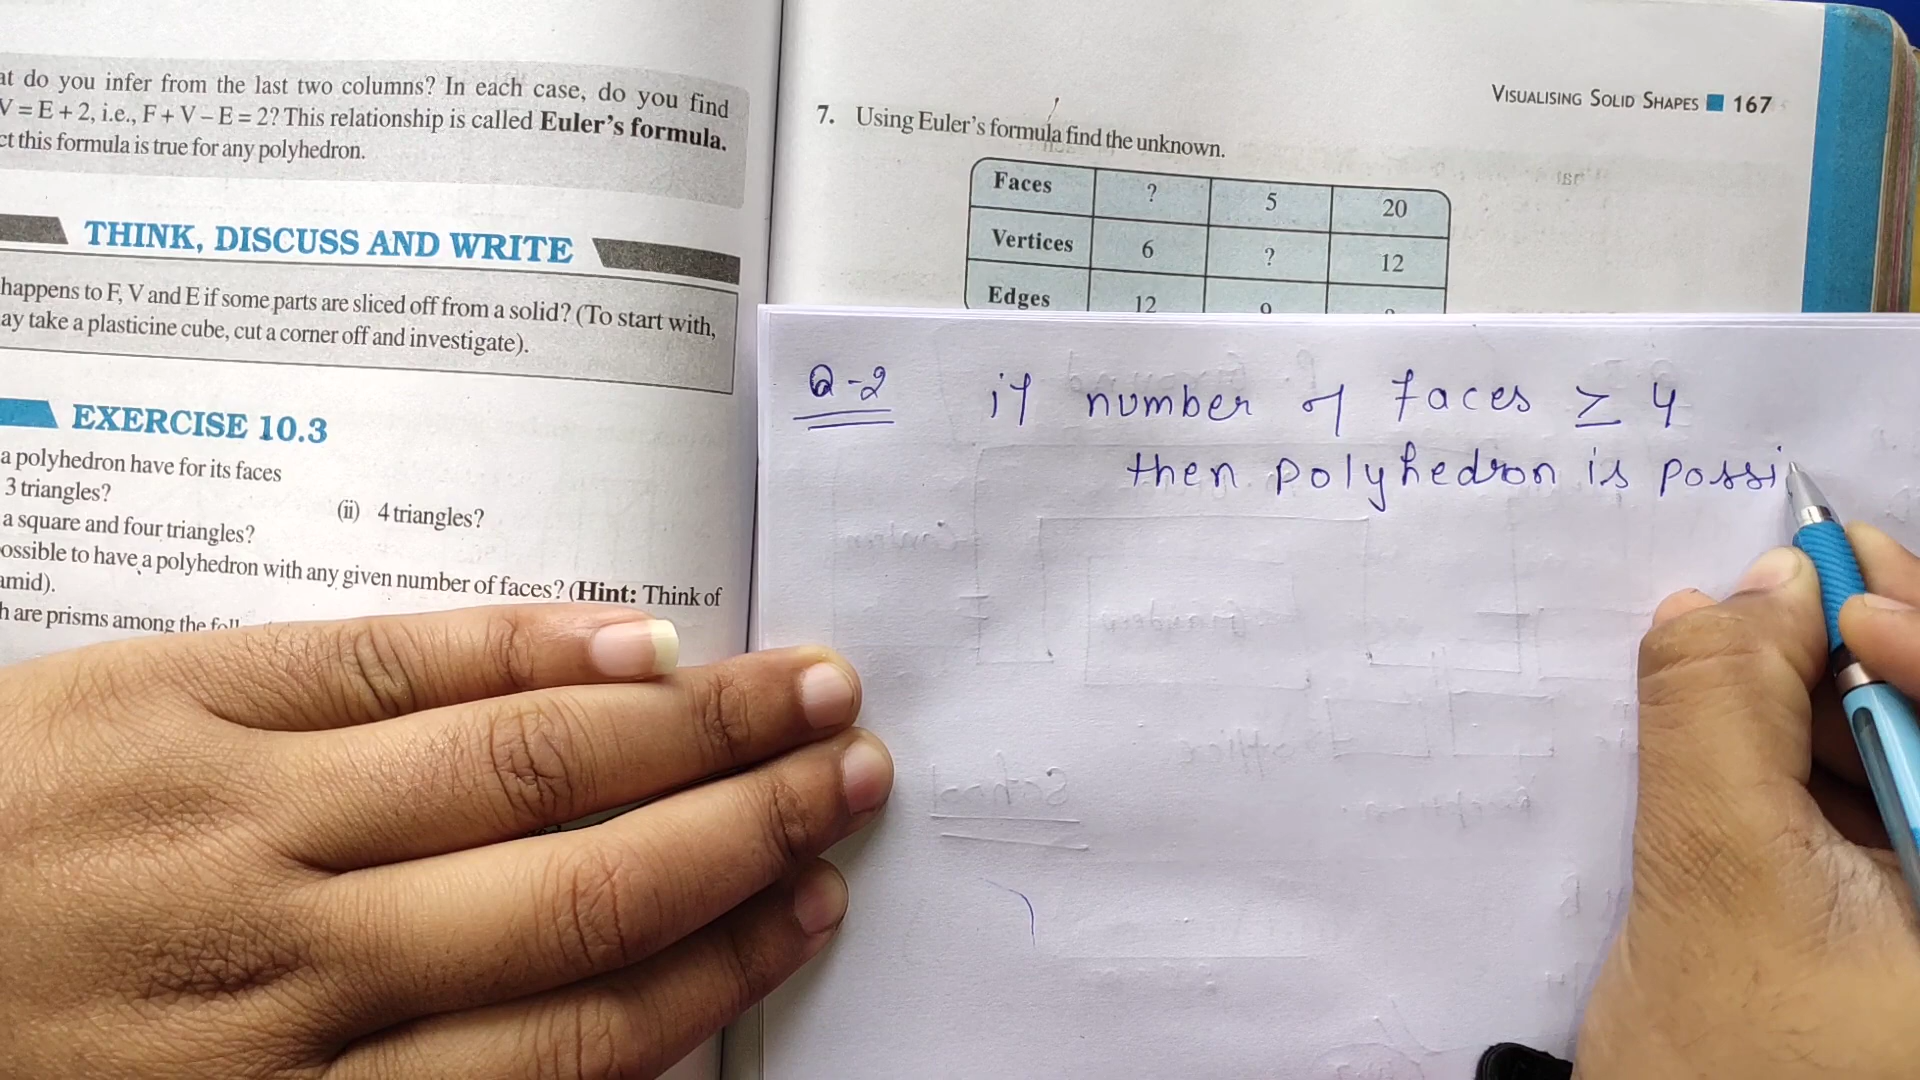 at do you infer from the last two columns? In each case, do you find
V = E + 2, i.e., F + V – E = 2? This relationship is called Euler's formula.
ct this formula is true for any polyhedron.
THINK, DISCUSS AND WRITE
happens to F, V and E if some parts are sliced off from a solid? (To start with,
ay take a plasticine cube, cut a corner off and investigate).
EXERCISE 10.3
a polyhedron have for its faces
3 triangles?
(ii) 4 triangles?
a square and four triangles?
ossible to have a polyhedron with any given number of faces? (Hint: Think of
amid).
h are prisms among the
VISUALISING SOLID SHAPES 167
7. Using Euler's formula find the unknown.
Faces ? 5 20
Vertices 6 ? 12
Edges 12
Q-2 if number of faces ≥ 4
then polyhedron is possi